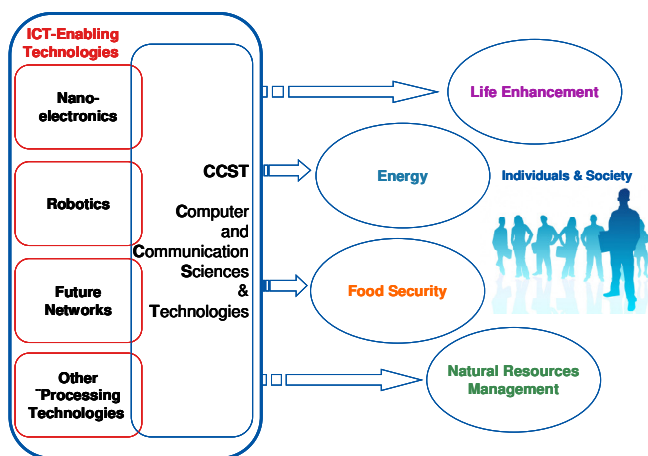 ICT-Enabling
Technologies
Nano-
electronics
Robotics
Future
Networks
Other
Processing
Technologies
CCST
Computer
and
Communication
Sciences
&
Technologies
Life Enhancement
Energy
Individuals & Society
Food Security
Natural Resources
Management